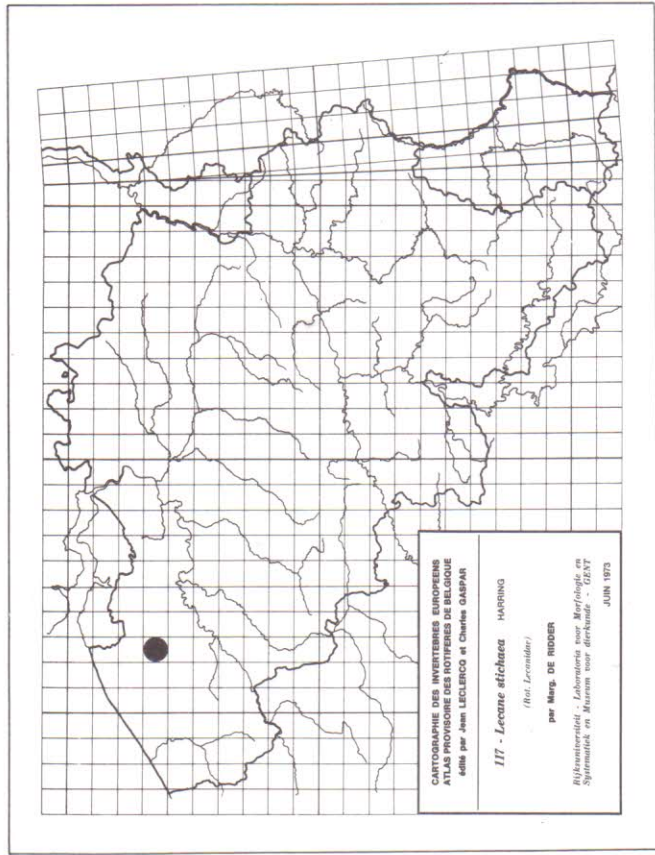 CARTOGRAPHIE DES INVERTEBRES EUROPEENS
ATLAS PROVISOIRE DES ROTIFERES DE BELGIQUE
édité par Jean LECLERCQ et Charles GASPAR
117 - Lecane stichaea HARRING
(Rot. Lecanidae)
par Marg. DE RIDDER
Rijksuniversiteit - Laboratoria voor Morfologie en
Systematiek en Museum voor dierkunde - GENT
JUIN 1973